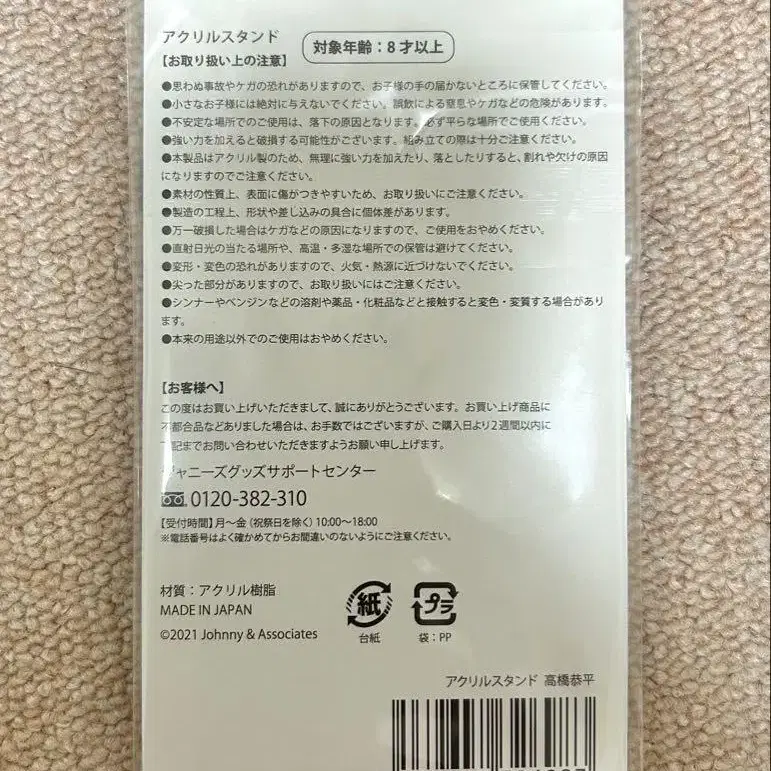 アクリルスタンド
【お取り扱い上の注意】
対象年齢：8才以上
●思わぬ事故やケガの恐れがありますので、お子様の手の届かないところに保管してください。
●小さなお子様には絶対に与えないでください。誤飲による窒息やケガなどの危険があります。
●不安定な場所でのご使用は、落下の原因となります。必ず平らな場所でご使用ください。
●強い力を加えると破損する可能性がございます。組み立ての際は十分ご注意ください。
●本製品はアクリル製のため、無理に強い力を加えたり、落としたりすると、割れや欠けの原因
になりますのでご注意ください。
●素材の性質上、表面に傷がつきやすいため、お取り扱いにご注意ください。
●製造の工程上、形状や差し込みの具合に個体差があります。
●万一破損した場合はケガなどの原因になりますので、ご使用をおやめください。
●直射日光の当たる場所や、高温・多湿な場所での保管は避けてください。
●変形・変色の恐れがありますので、火気・熱源に近づけないでください。
●尖った部分がありますので、お取り扱いにはご注意ください。
●シンナーやベンジンなどの溶剤や薬品・化粧品などと接触すると変色・変質する場合があり
ます。
●本来の用途以外でのご使用はおやめください。
【お客様へ】
この度はお買い上げいただきまして、誠にありがとうございます。お買い上げ商品に
不都合品などありました場合は、お手数ではございますが、ご購入日より2週間以内に
下記までお問い合わせいただきますようお願い申し上げます。
ジャニーズグッズサポートセンター
0120-382-310
【受付時間】月〜金（祝祭日を除く）10:00〜18:00
※電話番号はよく確かめてからお間違いのないようにご注意ください。
材質：アクリル樹脂
MADE IN JAPAN
©2021 Johnny & Associates
紙
台紙
プラ
袋：PP
アクリルスタンド 高橋恭平